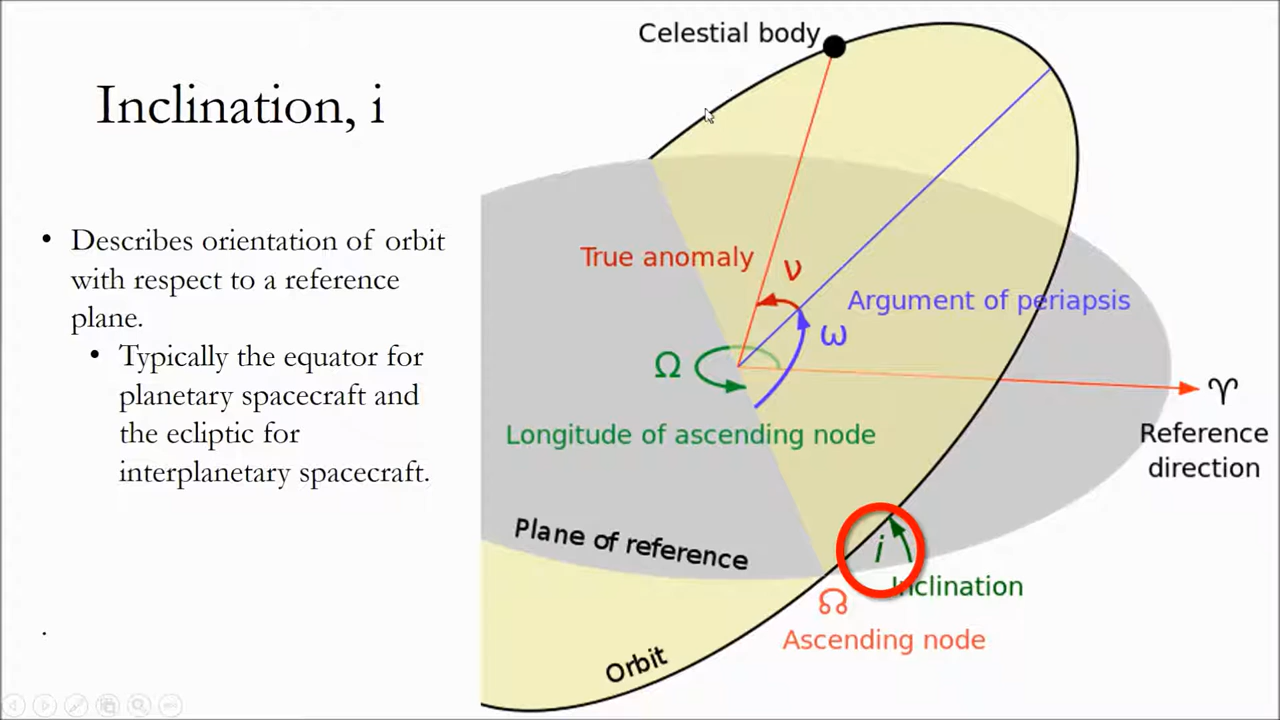 Inclination, i
• Describes orientation of orbit
with respect to a reference
plane.
• Typically the equator for
planetary spacecraft and
the ecliptic for
interplanetary spacecraft.
.
Celestial body
True anomaly
ν
Argument of periapsis
ω
Ω
Longitude of ascending node
♈
Reference
direction
Plane of reference
i
Inclination
☊
Ascending node
Orbit